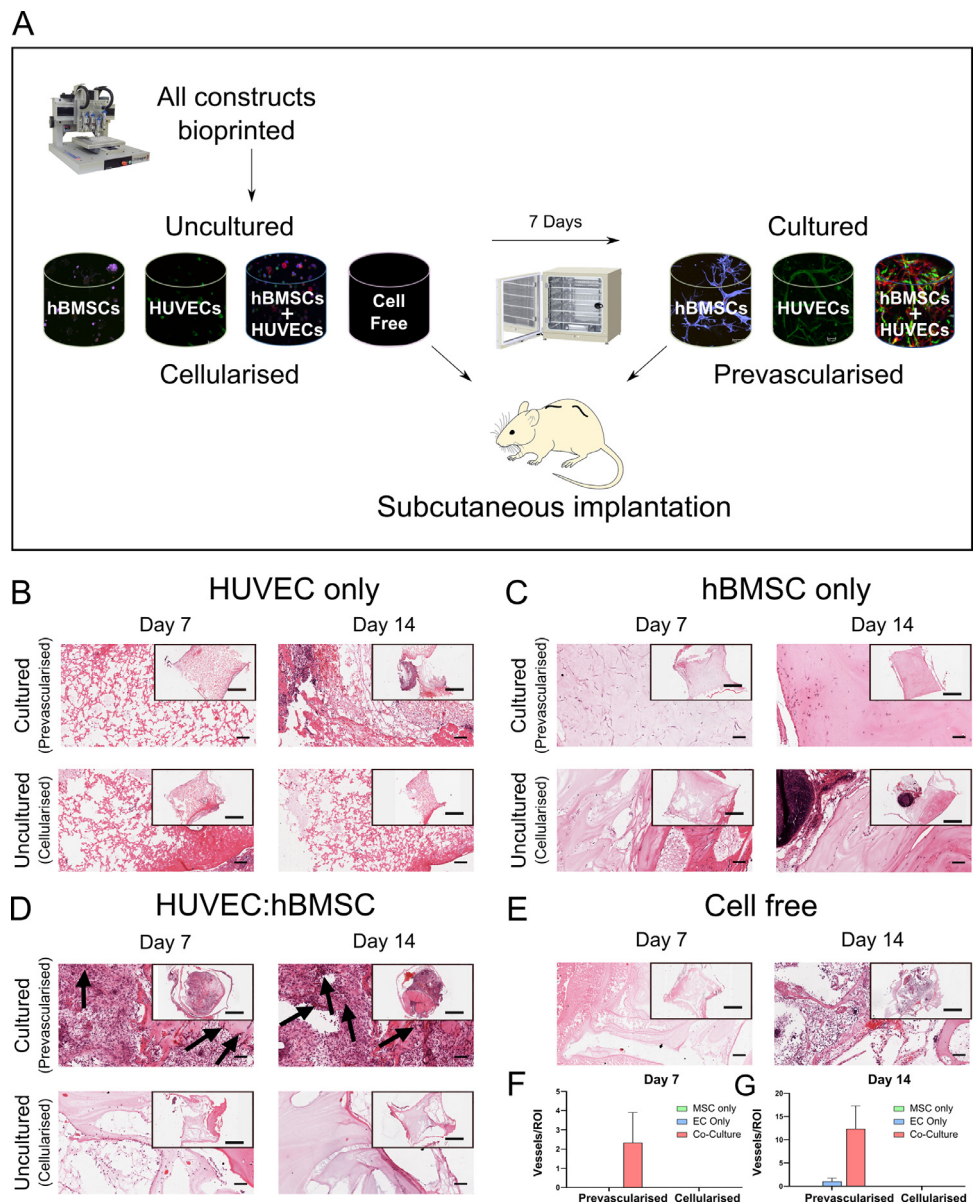 A
All constructs
bioprinted
Uncultured
7 Days
Cultured
hBMSCs
HUVECs
hBMSCs
+
HUVECs
Cell
Free
hBMSCs
HUVECs
hBMSCs
+
HUVECs
Cellularised
Prevascularised
Subcutaneous implantation
B
HUVEC only
Day 7
Day 14
Cultured
(Prevascularised)
Uncultured
(Cellularised)
C
hBMSC only
Day 7
Day 14
Cultured
(Prevascularised)
Uncultured
(Cellularised)
D
HUVEC:hBMSC
Day 7
Day 14
Cultured
(Prevascularised)
Uncultured
(Cellularised)
E
Cell free
Day 7
Day 14
F
Day 7
Vessels/ROI
5
4
3
2
1
0
MSC only
EC Only
Co-Culture
Prevascularised
Cellularised
G
Day 14
Vessels/ROI
20
15
10
5
0
MSC only
EC Only
Co-Culture
Prevascularised
Cellularised